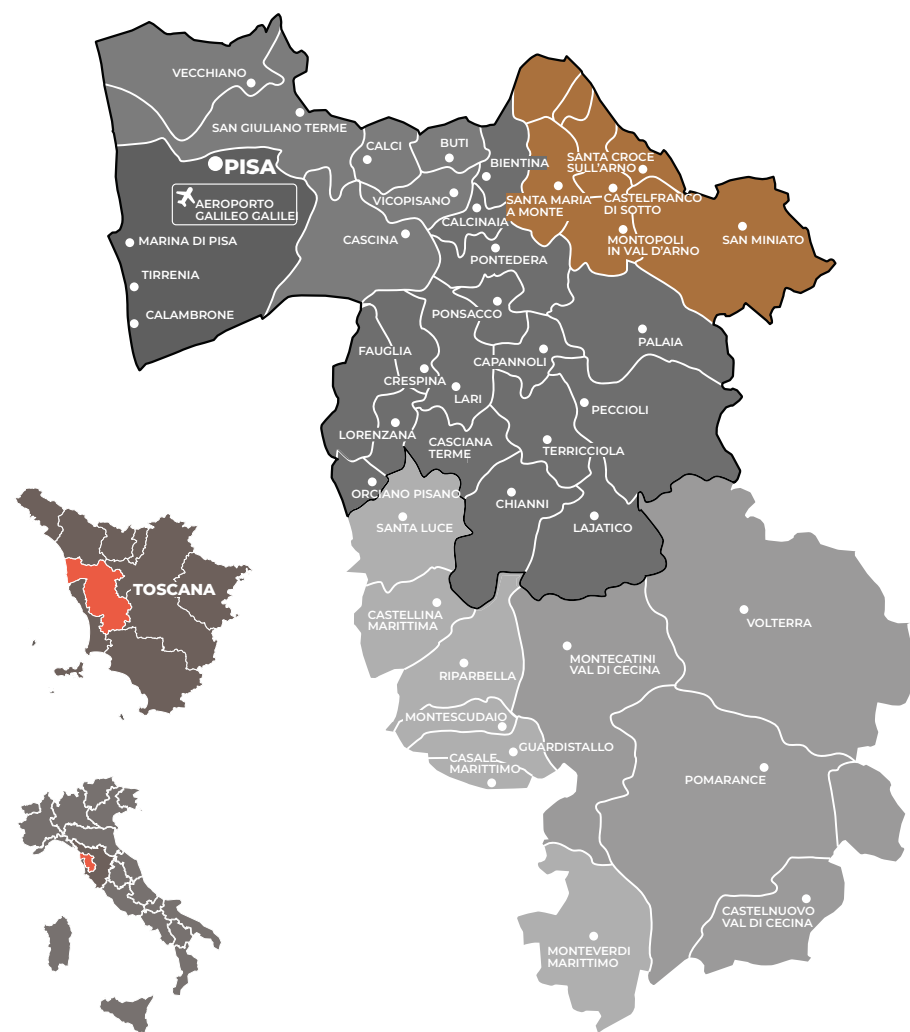 VECCHIANO
SAN GIULIANO TERME
PISA
AEROPORTO
GALILEO GALILEI
MARINA DI PISA
TIRRENIA
CALAMBRONE
CALCI
BUTI
BIENTINA
VICOPISANO
CALCINAIA
CASCINA
PONTEDERA
SANTA MARIA
A MONTE
SANTA CROCE
SULL'ARNO
CASTELFRANCO
DI SOTTO
MONTOPOLI
IN VAL D'ARNO
SAN MINIATO
PONSACCO
PALAIA
FAUGLIA
CAPANNOLI
CRESPINA
LARI
PECCIOLI
LORENZANA
CASCIANA
TERME
TERRICCIOLA
ORCIANO PISANO
CHIANNI
LAJATICO
SANTA LUCE
TOSCANA
CASTELLINA
MARITTIMA
VOLTERRA
RIPARBELLA
MONTECATINI
VAL DI CECINA
MONTESCUDAIO
GUARDISTALLO
CASALE
MARITTIMO
POMARANCE
CASTELNUOVO
VAL DI CECINA
MONTEVERDI
MARITTIMO